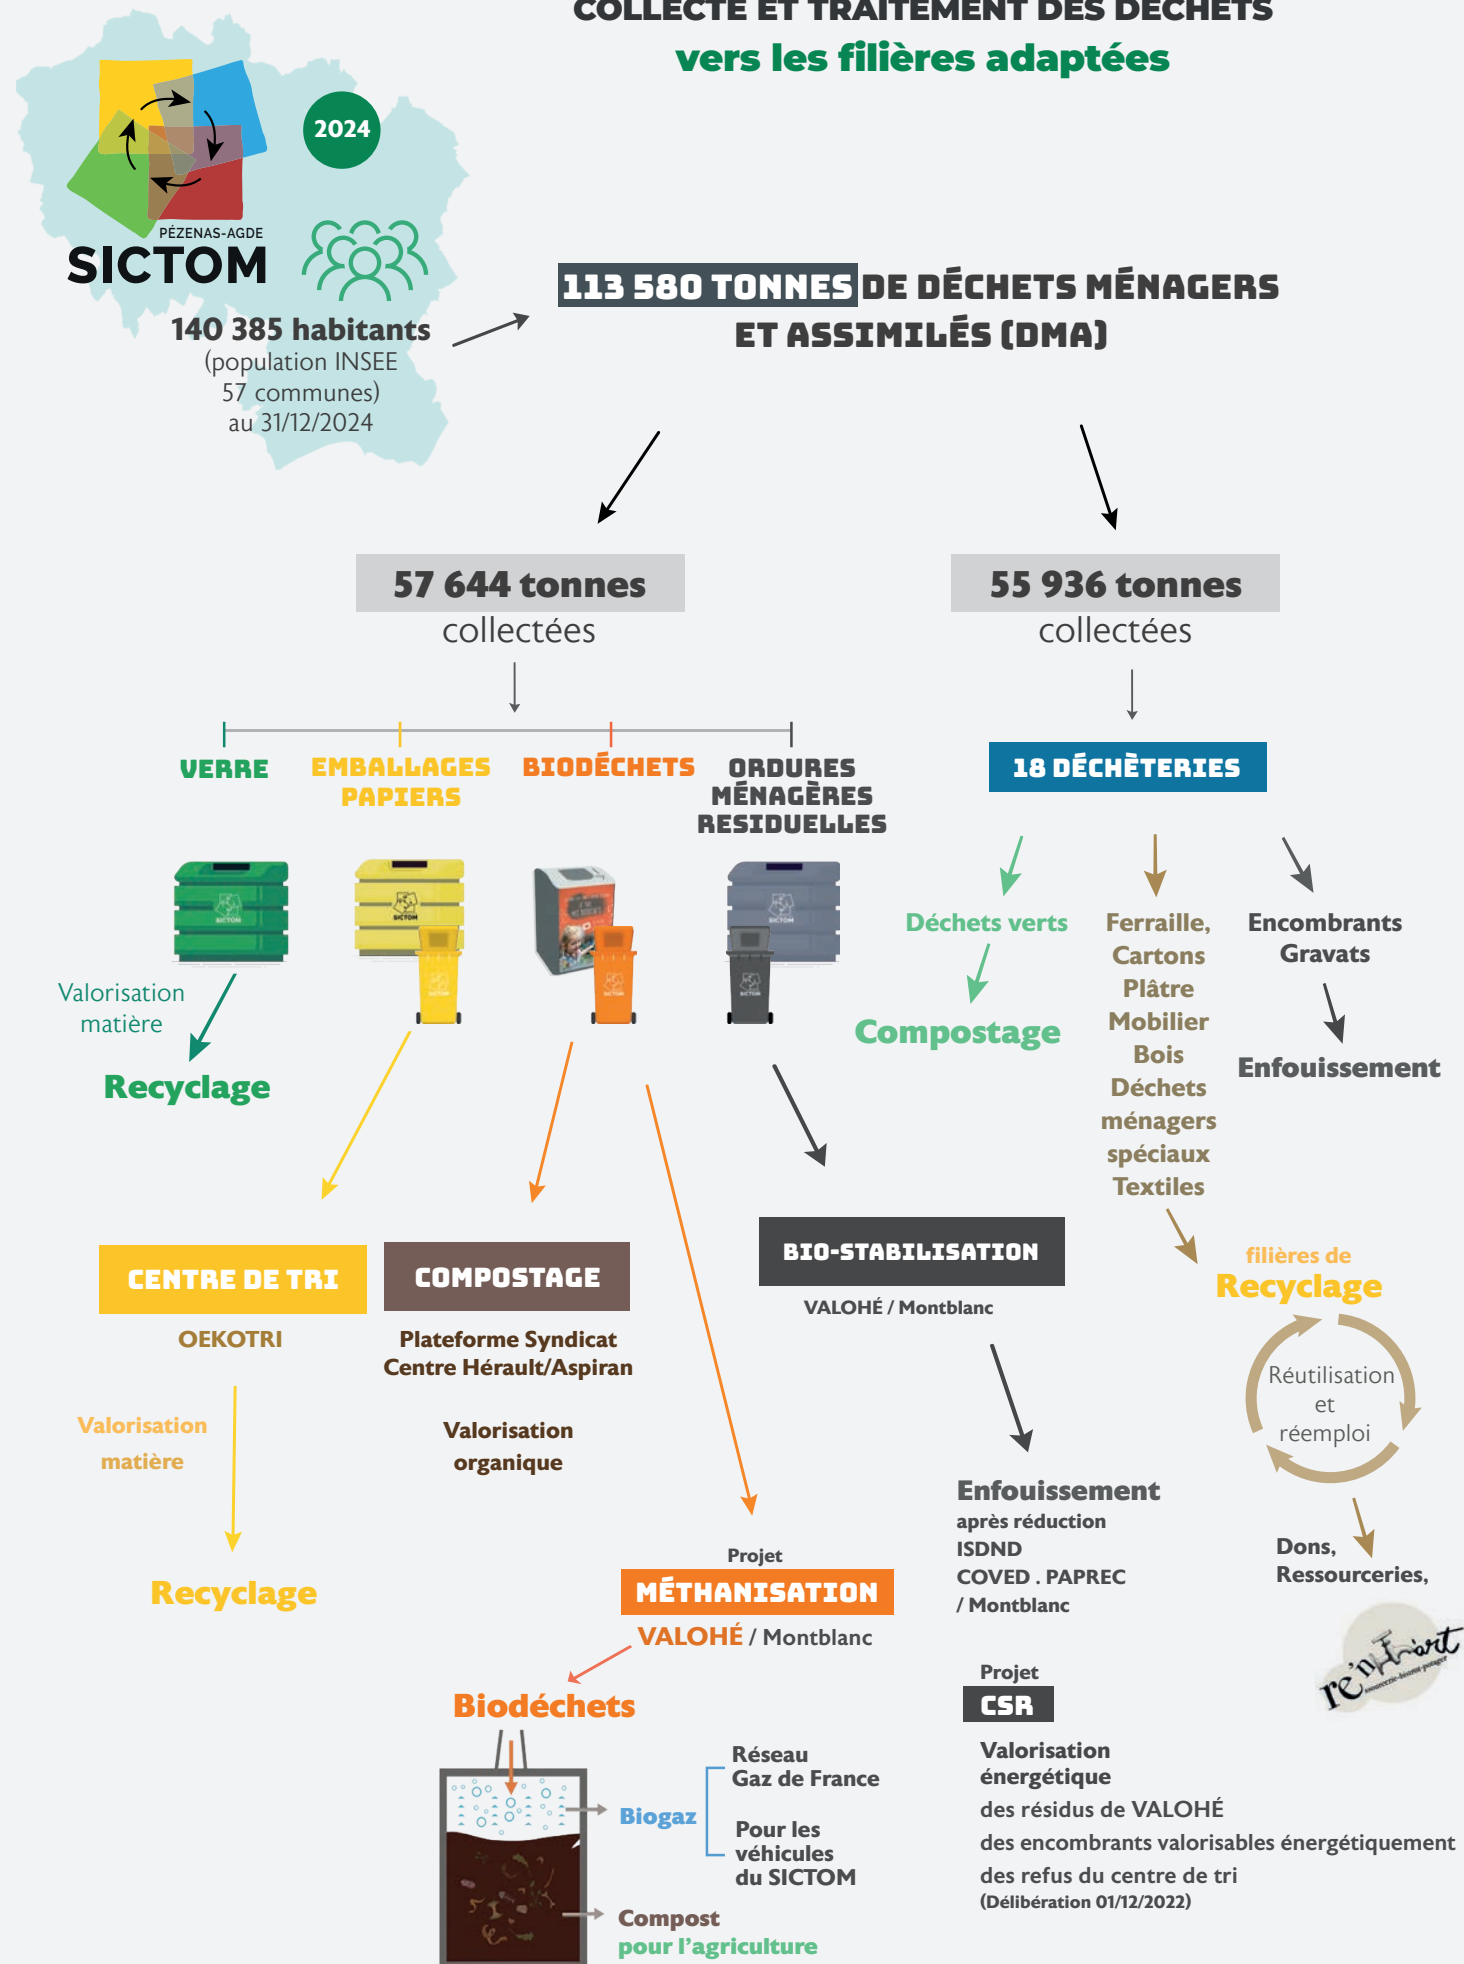 COLLECTE ET TRAITEMENT DES DÉCHETS
vers les filières adaptées
2024
PÉZENAS-AGDE
SICTOM
140 385 habitants
(population INSEE
57 communes)
au 31/12/2024
113 580 TONNES DE DÉCHETS MÉNAGERS
ET ASSIMILÉS (DMA)
57 644 tonnes
collectées
55 936 tonnes
collectées
VERRE
EMBALLAGES
PAPIERS
BIODÉCHETS
ORDURES
MÉNAGÈRES
RESIDUELLES
18 DÉCHÈTERIES
SICTOM
SICTOM
SICTOM
SICTOM
SICTOM
SICTOM
Déchets verts
Compostage
Ferraille,
Cartons
Plâtre
Mobilier
Bois
Déchets
ménagers
spéciaux
Textiles
Encombrants
Gravats
Enfouissement
Valorisation
matière
Recyclage
CENTRE DE TRI
OEKOTRI
Valorisation
matière
Recyclage
COMPOSTAGE
Plateforme Syndicat
Centre Hérault/Aspiran
Valorisation
organique
BIO-STABILISATION
VALOHÉ / Montblanc
filières de
Recyclage
Réutilisation
et
réemploi
Dons,
Ressourceries,
Enfouissement
après réduction
ISDND
COVED . PAPREC
/ Montblanc
Projet
MÉTHANISATION
VALOHÉ / Montblanc
Biodéchets
Biogaz
Réseau
Gaz de France
Pour les
véhicules
du SICTOM
Compost
pour l'agriculture
Projet
CSR
Valorisation
énergétique
des résidus de VALOHÉ
des encombrants valorisables énergétiquement
des refus du centre de tri
(Délibération 01/12/2022)